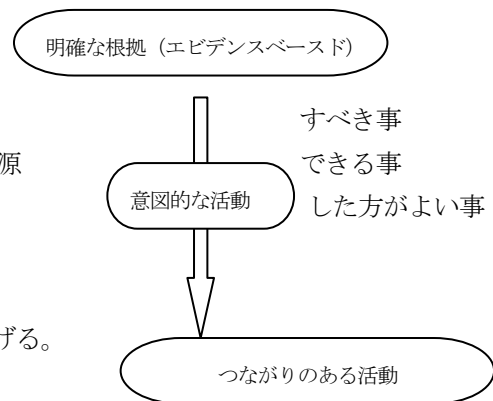 明確な根拠（エビデンスベースド）
すべき事
源
できる事
意図的な活動
した方がよい事
げる。
つながりのある活動